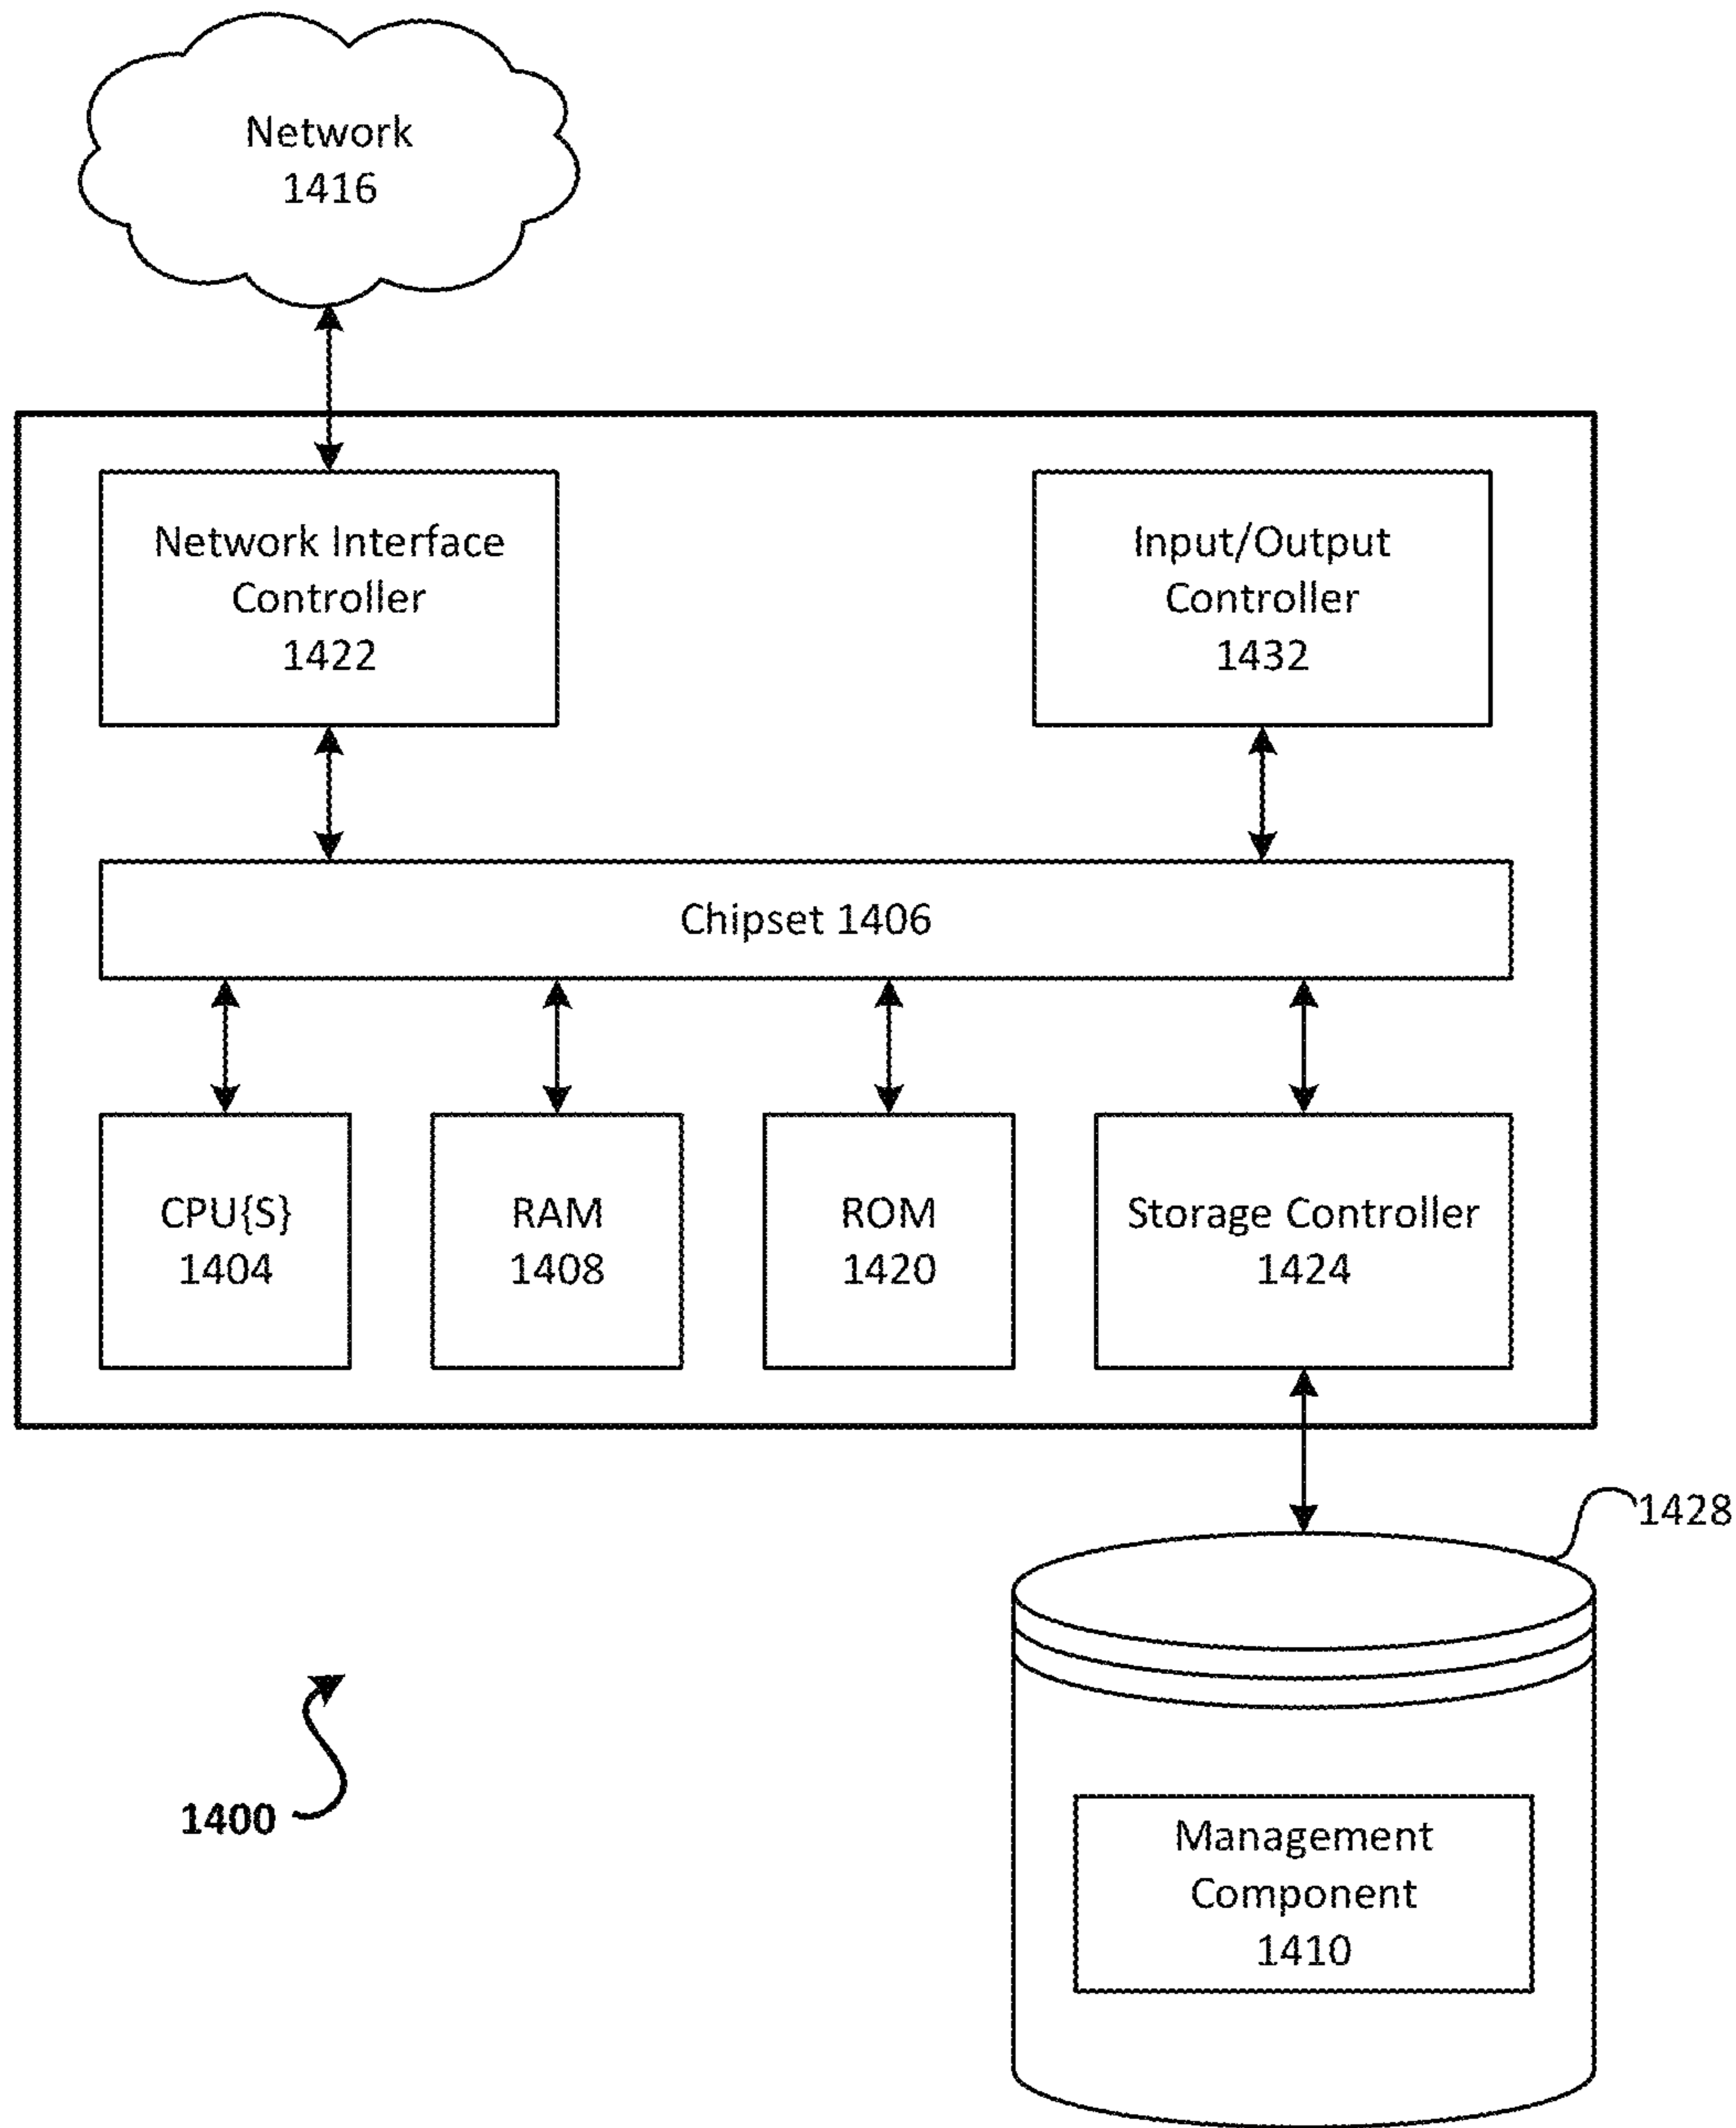 Network
1416
Network Interface
Controller
1422
Input/Output
Controller
1432
Chipset 1406
CPU{S}
1404
RAM
1408
ROM
1420
Storage Controller
1424
1428
1400
Management
Component
1410